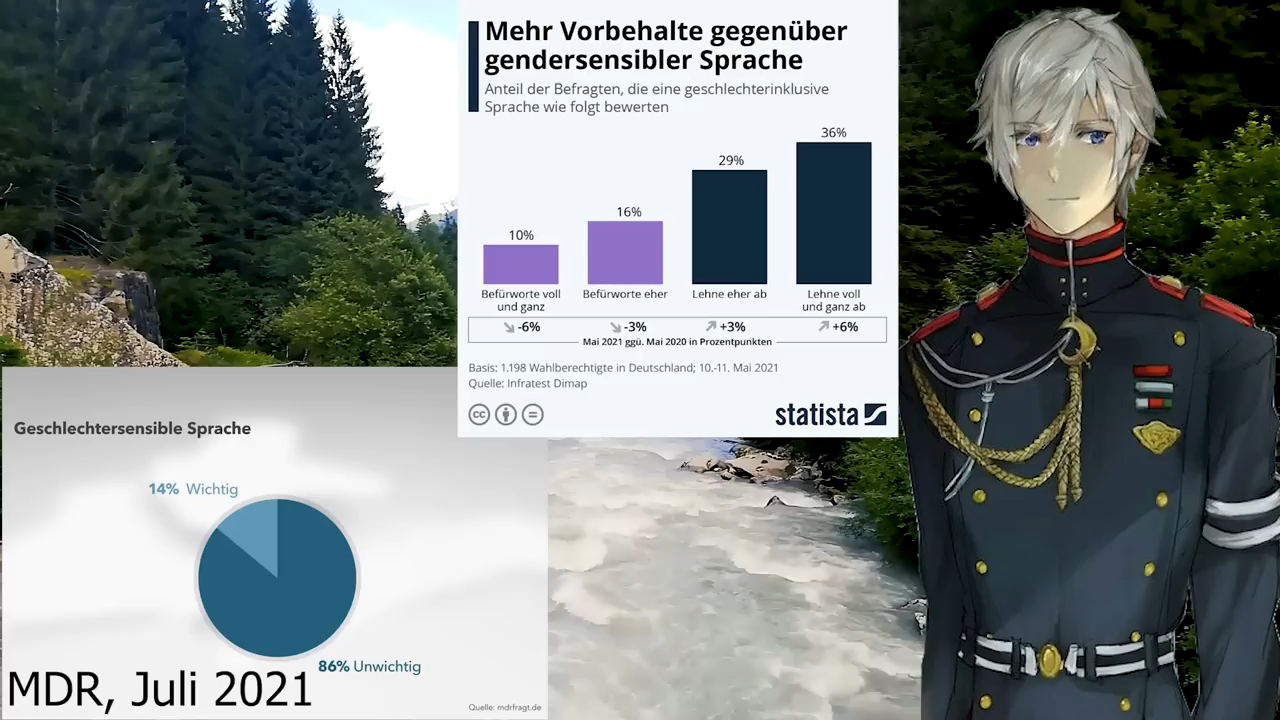 Mehr Vorbehalte gegenüber
gendersensibler Sprache
Anteil der Befragten, die eine geschlechterinklusive
Sprache wie folgt bewerten
10%
16%
29%
36%
Befürworte voll
und ganz
Befürworte eher
Lehne eher ab
Lehne voll
und ganz ab
-6%
-3%
+3%
+6%
Mai 2021 ggü. Mai 2020 in Prozentpunkten
Basis: 1.198 Wahlberechtigte in Deutschland; 10.-11. Mai 2021
Quelle: Infratest Dimap
cc
statista
Geschlechtersensible Sprache
14% Wichtig
86% Unwichtig
MDR, Juli 2021
Quelle: mdrfragt.de